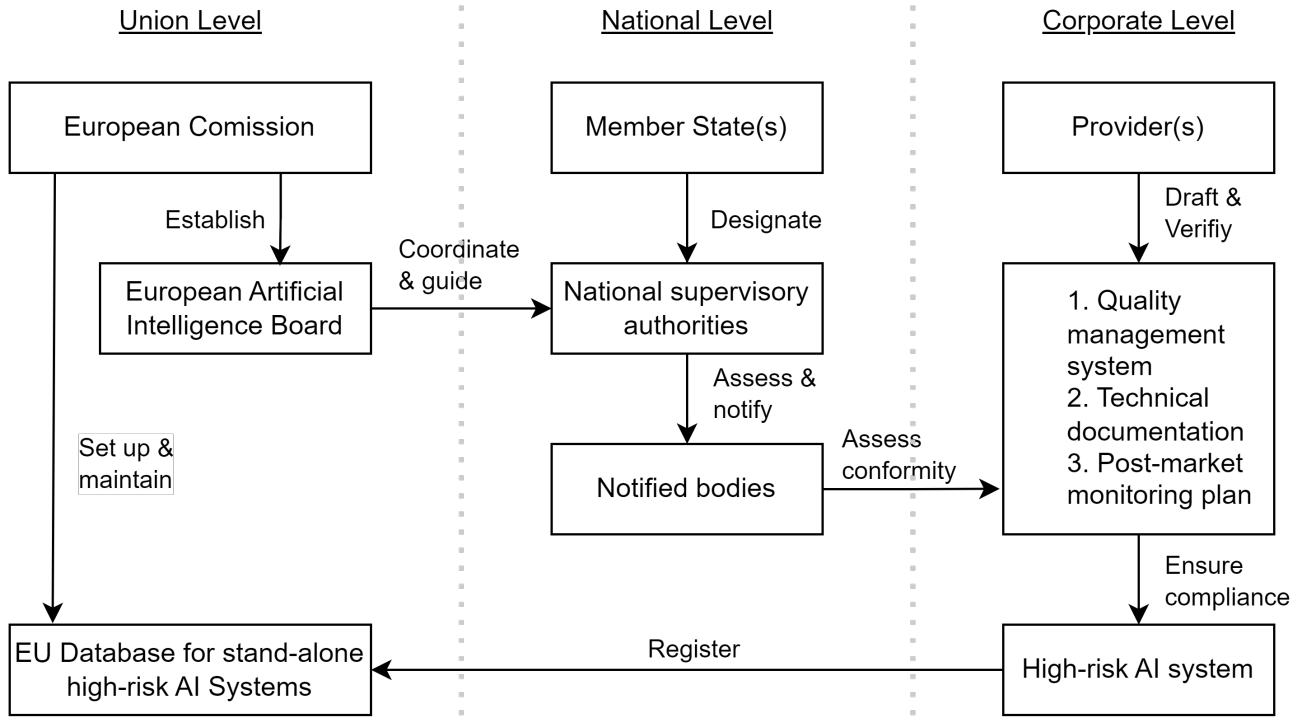 Union Level
National Level
Corporate Level
European Comission
Member State(s)
Provider(s)
Establish
Designate
Draft &
Verifiy
Coordinate
& guide
European Artificial
Intelligence Board
National supervisory
authorities
1. Quality
management
system
2. Technical
documentation
3. Post-market
monitoring plan
Assess &
notify
Set up &
maintain
Notified bodies
Assess
conformity
Ensure
compliance
EU Database for stand-alone
high-risk AI Systems
Register
High-risk AI system